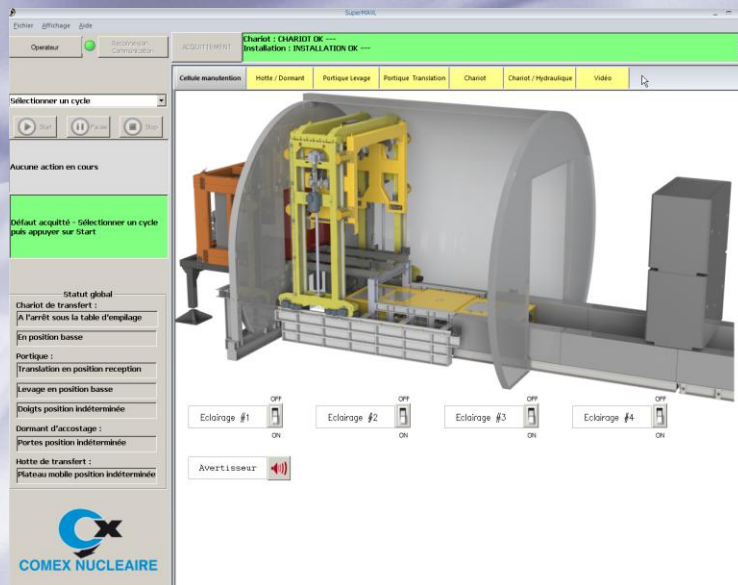 SuperMAXL
Fichier Affichage Aide
Operateur
Reconnexion
Communication
ACQUITTEMENT
Chariot : CHARIOT OK ---
Installation : INSTALLATION OK ---
Cellule manutention
Hotte / Dormant
Portique Levage
Portique Translation
Chariot
Chariot / Hydraulique
Vidéo
Sélectionner un cycle
Start
Pause
Stop
Aucune action en cours
Défaut acquitté - Sélectionner un cycle
puis appuyer sur Start
Statut global
Chariot de transfert :
A l'arrêt sous la table d'empilage
En position basse
Portique :
Translation en position reception
Levage en position basse
Doigts position indéterminée
Dormant d'accostage :
Portes position indéterminée
Hotte de transfert :
Plateau mobile position indéterminée
OFF
OFF
OFF
OFF
Eclairage #1
Eclairage #2
Eclairage #3
Eclairage #4
ON
ON
ON
ON
Avertisseur
COMEX NUCLEAIRE